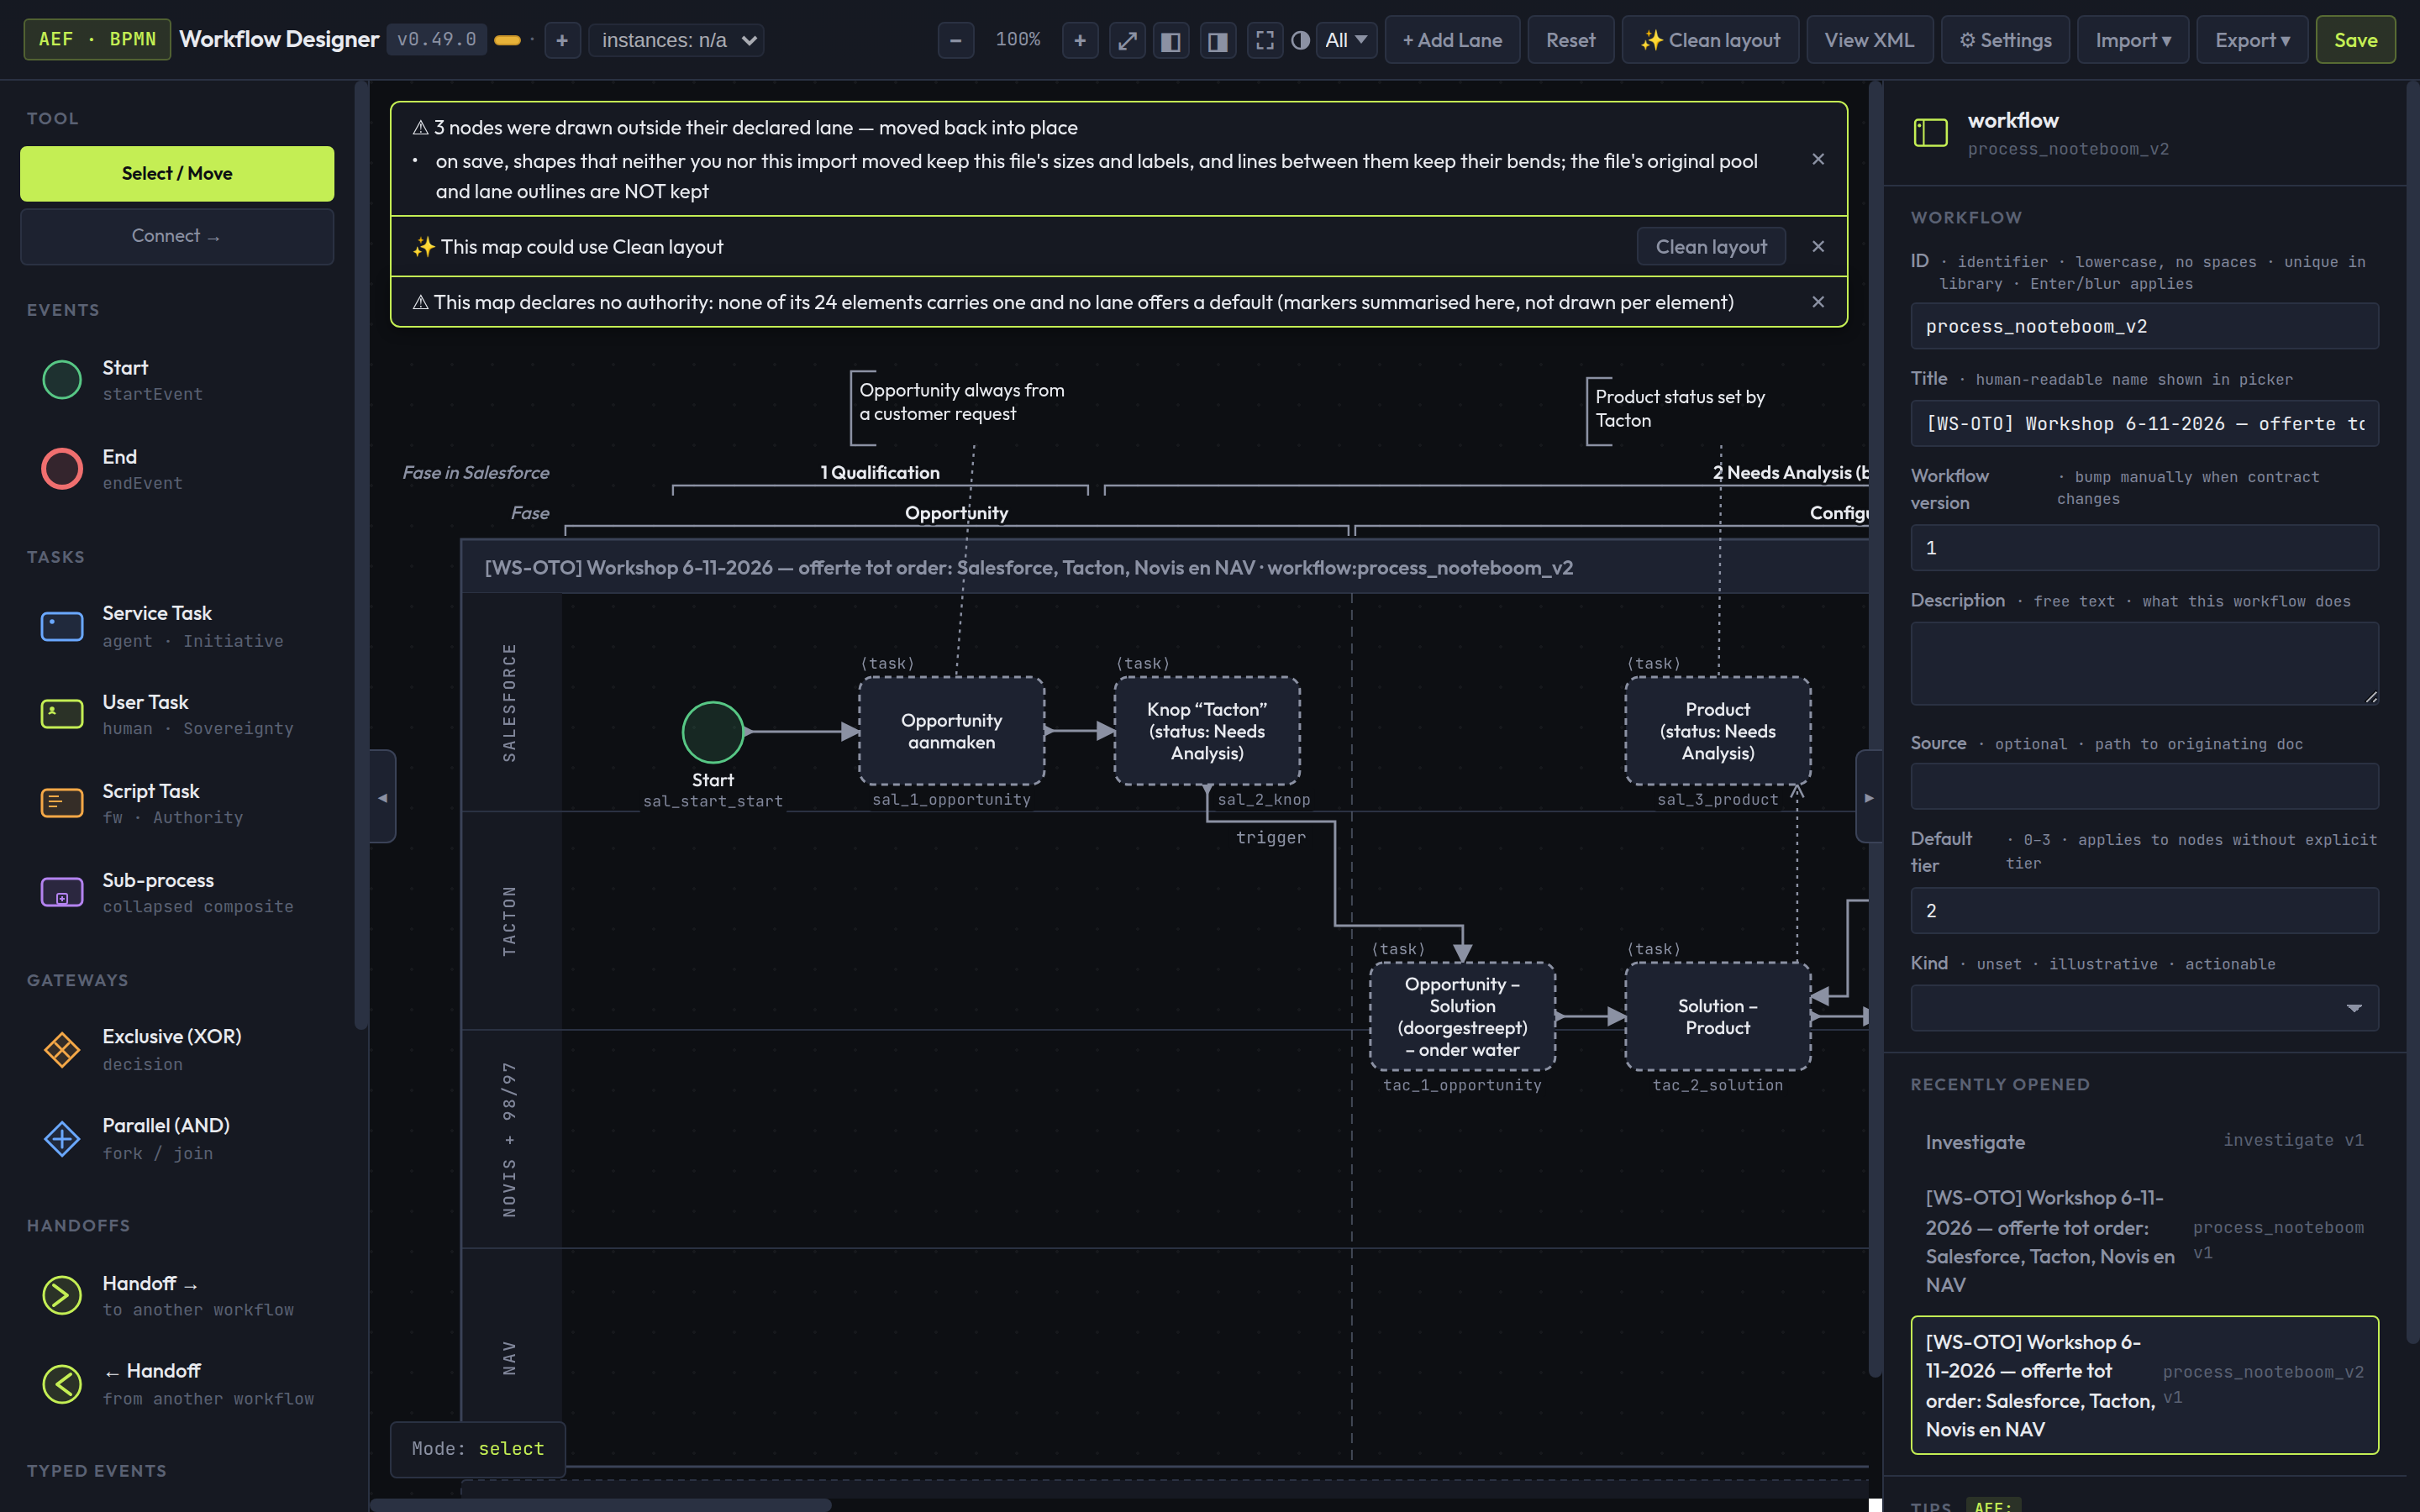 AEF · BPMN
Workflow Designer
v0.49.0
·
+
instances: n/a
−
100%
+
All
+ Add Lane
Reset
✨ Clean layout
View XML
⚙ Settings
Import ▾
Export ▾
Save
TOOL
Select / Move
Connect →
EVENTS
Start
startEvent
End
endEvent
TASKS
Service Task
agent · Initiative
User Task
human · Sovereignty
Script Task
fw · Authority
Sub-process
collapsed composite
GATEWAYS
Exclusive (XOR)
decision
Parallel (AND)
fork / join
HANDOFFS
Handoff →
to another workflow
← Handoff
from another workflow
TYPED EVENTS
⚠ 3 nodes were drawn outside their declared lane — moved back into place
• on save, shapes that neither you nor this import moved keep this file's sizes and labels, and lines between them keep their bends; the file's original pool
and lane outlines are NOT kept
✕
✨ This map could use Clean layout
Clean layout
✕
⚠ This map declares no authority: none of its 24 elements carries one and no lane offers a default (markers summarised here, not drawn per element)
✕
Opportunity always from
a customer request
Product status set by
Tacton
Fase in Salesforce
1 Qualification
2 Needs Analysis (b
Fase
Opportunity
Configu
[WS-OTO] Workshop 6-11-2026 — offerte tot order: Salesforce, Tacton, Novis en NAV · workflow:process_nooteboom_v2
SALESFORCE
⟨task⟩
⟨task⟩
⟨task⟩
Opportunity
aanmaken
Knop “Tacton”
(status: Needs
Analysis)
Product
(status: Needs
Analysis)
Start
sal_start_start
sal_1_opportunity
sal_2_knop
sal_3_product
trigger
TACTON
⟨task⟩
⟨task⟩
Opportunity –
Solution
(doorgestreept)
– onder water
Solution –
Product
tac_1_opportunity
tac_2_solution
NOVIS + 98/97
NAV
Mode: select
workflow
process_nooteboom_v2
WORKFLOW
ID · identifier · lowercase, no spaces · unique in
library · Enter/blur applies
process_nooteboom_v2
Title · human-readable name shown in picker
[WS-OTO] Workshop 6-11-2026 — offerte to
Workflow
version
· bump manually when contract
changes
1
Description · free text · what this workflow does
Source · optional · path to originating doc
Default
tier
· 0–3 · applies to nodes without explicit
tier
2
Kind · unset · illustrative · actionable
RECENTLY OPENED
Investigate
investigate v1
[WS-OTO] Workshop 6-11-
2026 — offerte tot order:
Salesforce, Tacton, Novis en
NAV
process_nooteboom
v1
[WS-OTO] Workshop 6-
11-2026 — offerte tot
order: Salesforce, Tacton,
Novis en NAV
process_nooteboom_v2
v1
TIPS
AEF: